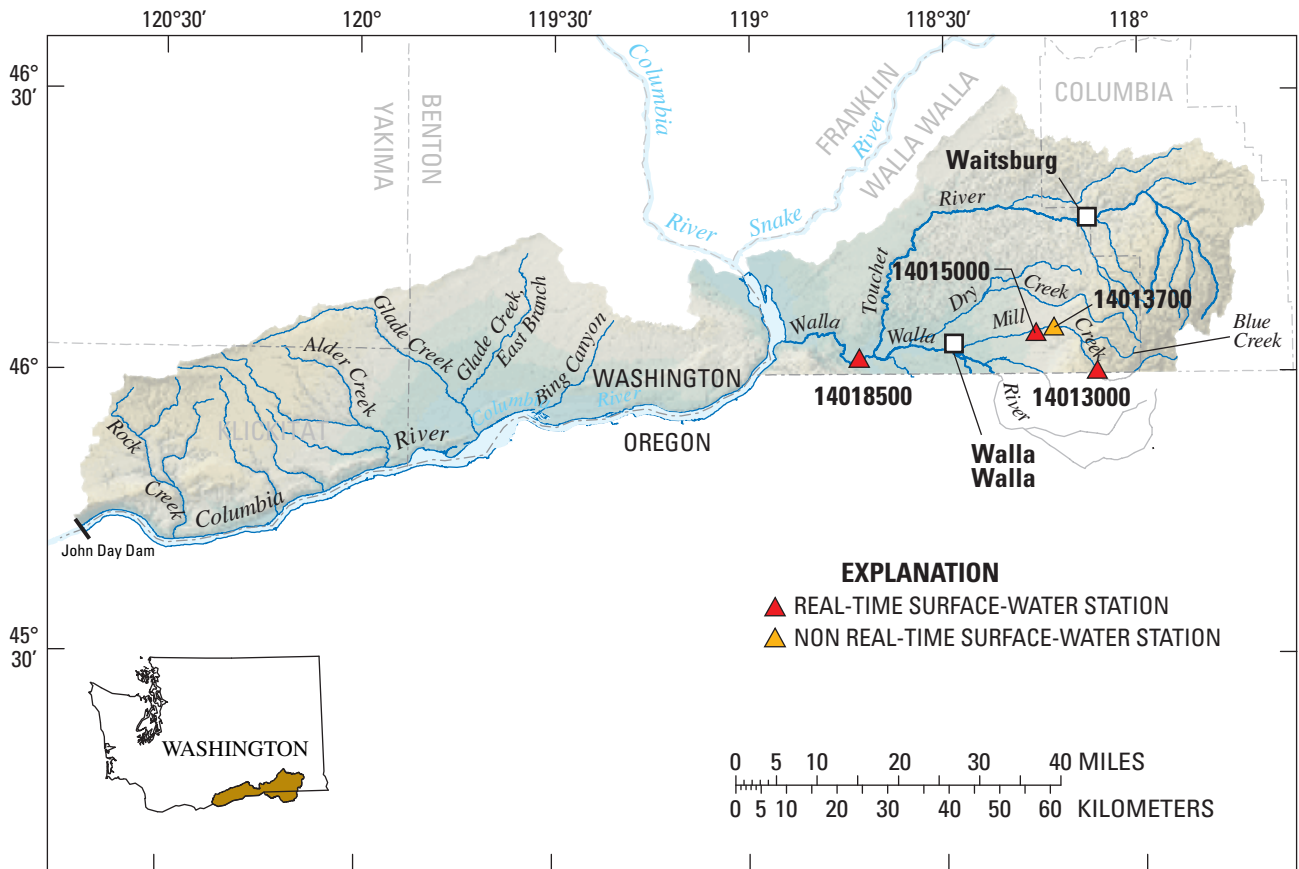 120°30' 120° 119°30' 119° 118°30' 118°
46°
30'
46°
45°
30'
YAKIMA
BENTON
FRANKLIN
WALLA WALLA
COLUMBIA
KLICKITAT
Columbia
River
Snake
River
Waitsburg
River
Touchet
14015000
14013700
Dry
Creek
Mill
Creek
Blue
Creek
Walla
Walla
River
14018500
14013000
Walla
Walla
Glade Creek
Glade Creek,
East Branch
Bing Canyon
Alder Creek
Rock
Creek
Columbia
River
Columb
River
WASHINGTON
OREGON
John Day Dam
EXPLANATION
REAL-TIME SURFACE-WATER STATION
NON REAL-TIME SURFACE-WATER STATION
WASHINGTON
0 5 10 20 30 40 MILES
0 5 10 20 30 40 50 60 KILOMETERS